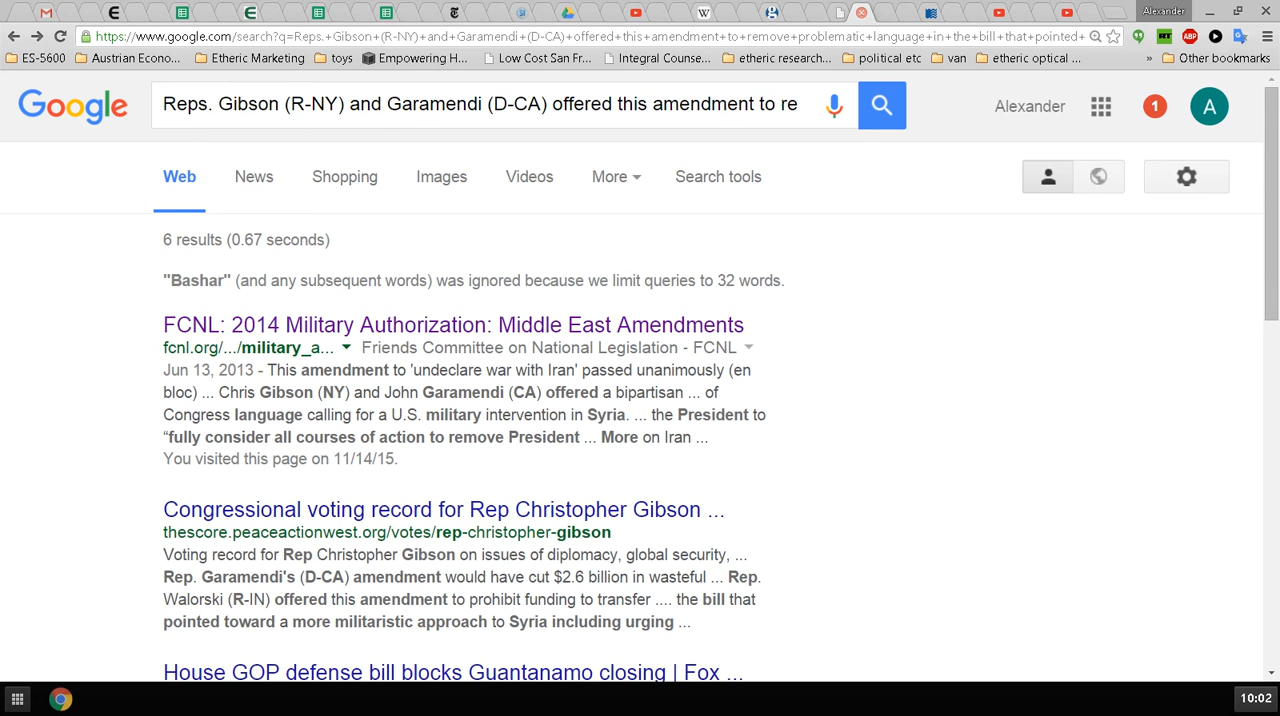 Alexander
https://www.google.com/search?q=Reps.+Gibson+(R-NY)+and+Garamendi+(D-CA)+offered+this+amendment+to+remove+problematic+language+in+the+bill+that+pointed+
ES-5600 AustrianEcono... Etheric Marketing toys Empowering H... Low Cost San Fr... Integral Counse... etheric research... political etc van etheric optical ... » Other bookmarks
Google Reps. Gibson (R-NY) and Garamendi (D-CA) offered this amendment to re Alexander 1 A
Web News Shopping Images Videos More Search tools
6 results (0.67 seconds)
"Bashar" (and any subsequent words) was ignored because we limit queries to 32 words.
FCNL: 2014 Military Authorization: Middle East Amendments
fcnl.org/.../military_a... Friends Committee on National Legislation - FCNL
Jun 13, 2013 - This amendment to 'undeclare war with Iran' passed unanimously (en
bloc) ... Chris Gibson (NY) and John Garamendi (CA) offered a bipartisan ... of
Congress language calling for a U.S. military intervention in Syria. ... the President to
“fully consider all courses of action to remove President ... More on Iran ...
You visited this page on 11/14/15.
Congressional voting record for Rep Christopher Gibson ...
thescore.peaceactionwest.org/votes/rep-christopher-gibson
Voting record for Rep Christopher Gibson on issues of diplomacy, global security, ...
Rep. Garamendi's (D-CA) amendment would have cut $2.6 billion in wasteful ... Rep.
Walorski (R-IN) offered this amendment to prohibit funding to transfer .... the bill that
pointed toward a more militaristic approach to Syria including urging ...
House GOP defense bill blocks Guantanamo closing | Fox ...
10:02